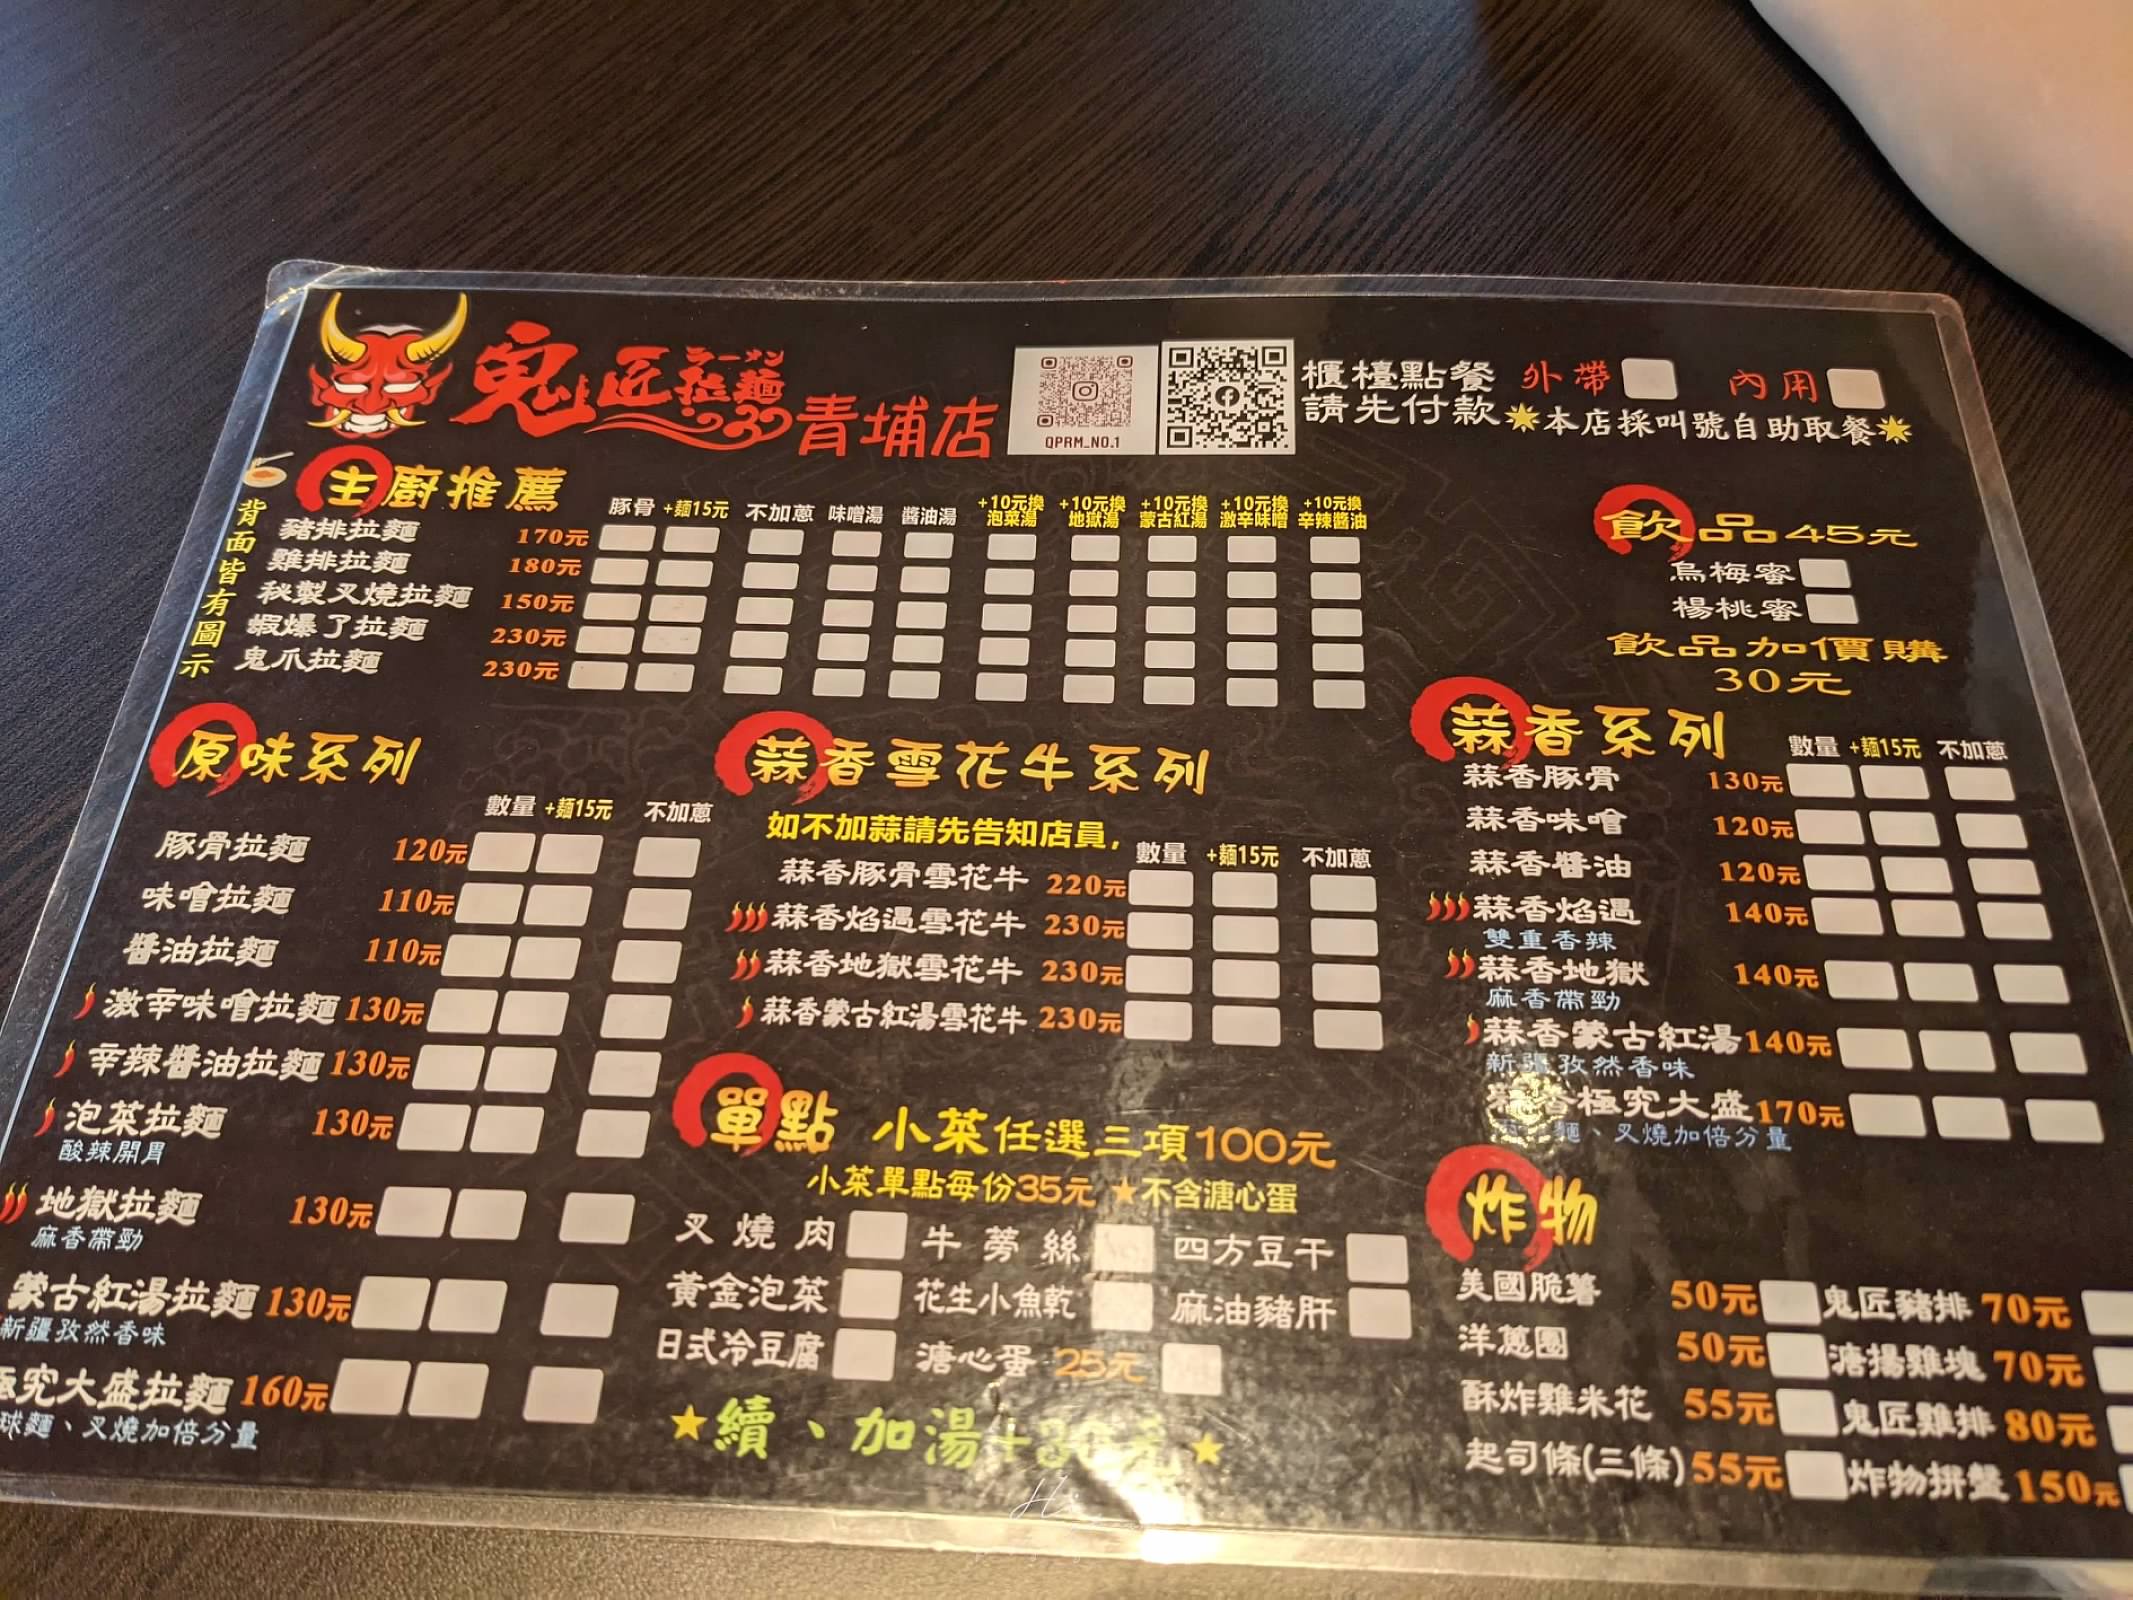 鬼匠ラーメン拉麵 青埔店
QPRM_NO.1
櫃檯點餐
請先付款
外帶 內用
本店採叫號自助取餐
背面皆有圖示
主廚推薦
豚骨 +麵15元 不加蔥 味噌湯 醬油湯 +10元換泡菜湯 +10元換地獄湯 +10元換蒙古紅湯 +10元換激辛味噌 +10元換辛辣醬油
豬排拉麵 170元
雞排拉麵 180元
秘製叉燒拉麵 150元
蝦爆了拉麵 230元
鬼爪拉麵 230元
飲品45元
烏梅蜜
楊桃蜜
飲品加價購
30元
原味系列
數量 +麵15元 不加蔥
豚骨拉麵 120元
味噌拉麵 110元
醬油拉麵 110元
激辛味噌拉麵 130元
辛辣醬油拉麵 130元
泡菜拉麵 130元
酸辣開胃
地獄拉麵 130元
麻香帶勁
蒙古紅湯拉麵 130元
新疆孜然香味
究大盛拉麵 160元
球麵、叉燒加倍分量
蒜香雪花牛系列
如不加蒜請先告知店員,
數量 +麵15元 不加蔥
蒜香豚骨雪花牛 220元
蒜香焰遇雪花牛 230元
蒜香地獄雪花牛 230元
蒜香蒙古紅湯雪花牛 230元
蒜香系列
數量 +麵15元 不加蔥
蒜香豚骨 130元
蒜香味噌 120元
蒜香醬油 120元
蒜香焰遇 140元
雙重香辣
蒜香地獄 140元
麻香帶勁
蒜香蒙古紅湯 140元
新疆孜然香味
蒜香極究大盛 170元
麵、叉燒加倍分量
單點 小菜任選三項100元
小菜單點每份35元 ★不含溏心蛋
叉燒肉 牛蒡絲 四方豆干
黃金泡菜 花生小魚乾 麻油豬肝
日式冷豆腐 溏心蛋 25元
★續、加湯+30元★
炸物
美國脆薯 50元 鬼匠豬排 70元
洋蔥圈 50元 溏揚雞塊 70元
酥炸雞米花 55元 鬼匠雞排 80元
起司條(三條) 55元 炸物拼盤 150元